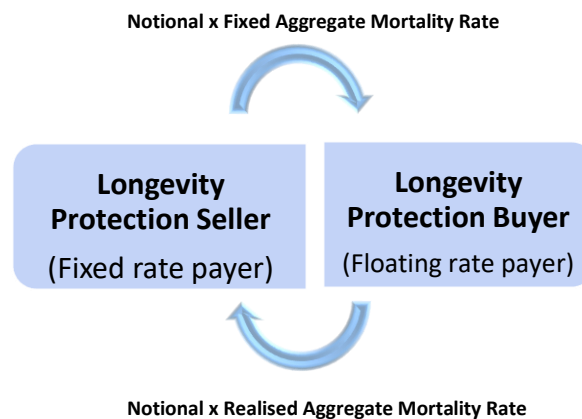 Notional x Fixed Aggregate Mortality Rate
Longevity
Protection Seller
(Fixed rate payer)
Longevity
Protection Buyer
(Floating rate payer)
Notional x Realised Aggregate Mortality Rate